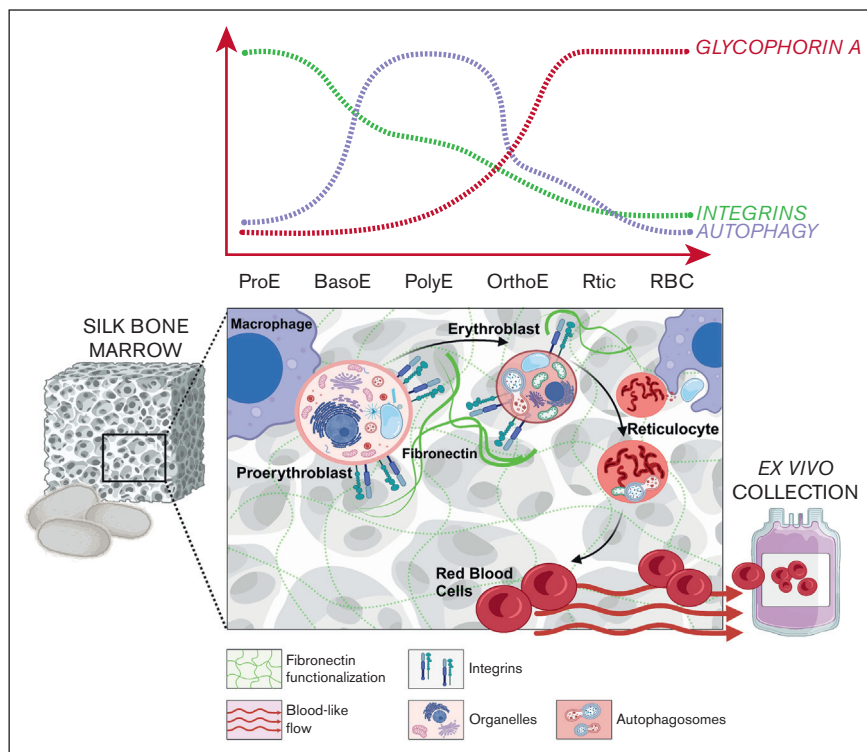 GLYCOPHORIN A
INTEGRINS
AUTOPHAGY
ProE BasoE PolyE OrthoE Rtic RBC
SILK BONE
MARROW
Macrophage
Erythroblast
Fibronectin
Proerythroblast
Reticulocyte
Red Blood
Cells
EX VIVO
COLLECTION
Fibronectin
functionalization
Integrins
Blood-like
flow
Organelles
Autophagosomes